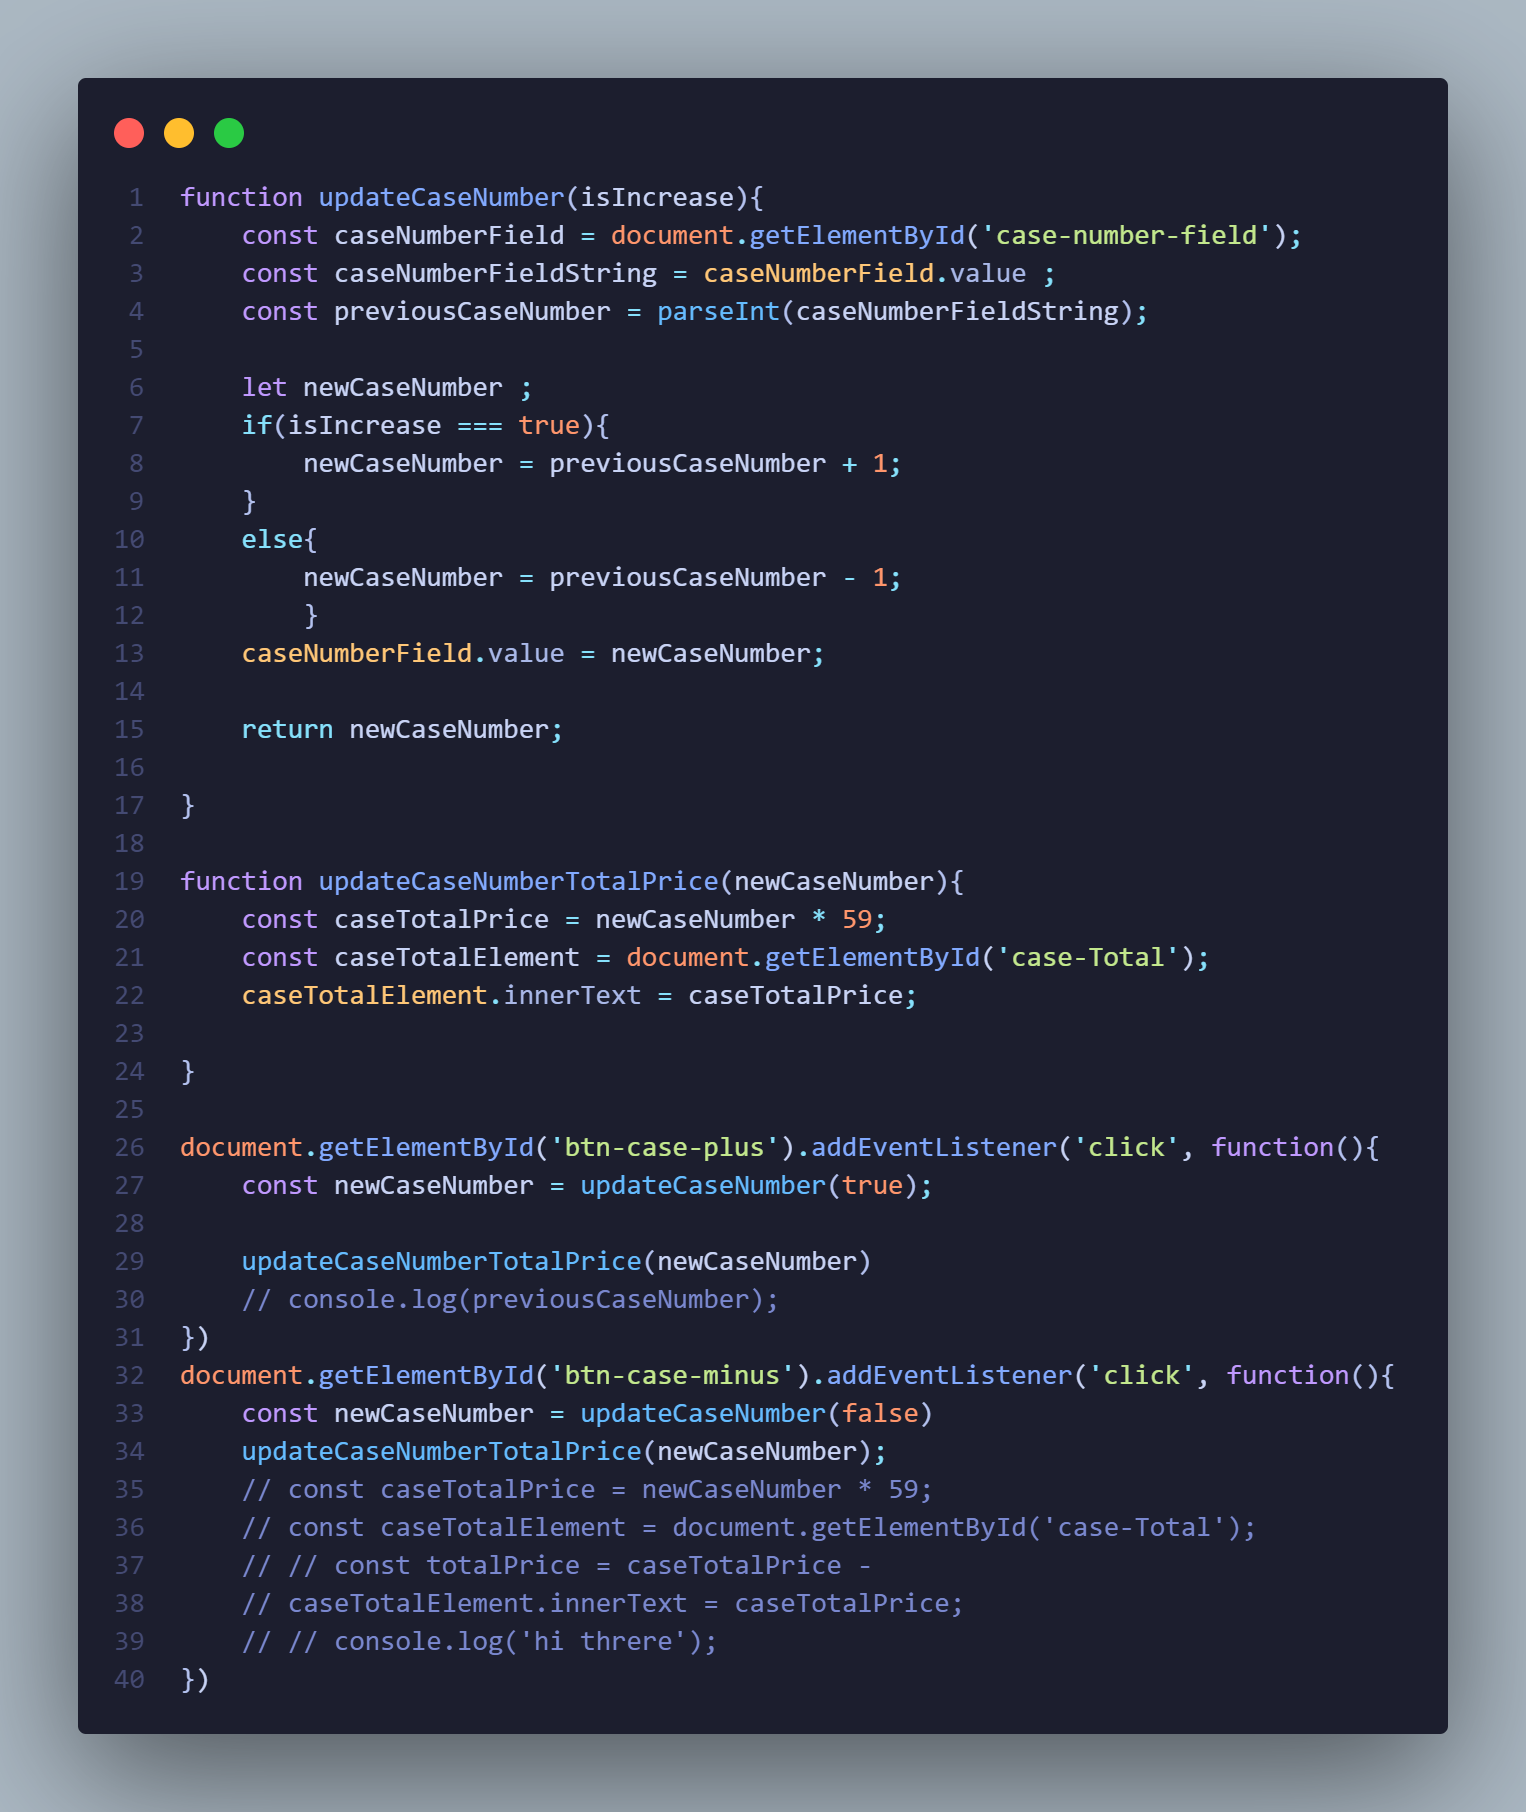 1 function updateCaseNumber(isIncrease){
2     const caseNumberField = document.getElementById('case-number-field');
3     const caseNumberFieldString = caseNumberField.value ;
4     const previousCaseNumber = parseInt(caseNumberFieldString);
5
6     let newCaseNumber ;
7     if(isIncrease === true){
8         newCaseNumber = previousCaseNumber + 1;
9     }
10     else{
11         newCaseNumber = previousCaseNumber - 1;
12         }
13     caseNumberField.value = newCaseNumber;
14
15     return newCaseNumber;
16
17 }
18
19 function updateCaseNumberTotalPrice(newCaseNumber){
20     const caseTotalPrice = newCaseNumber * 59;
21     const caseTotalElement = document.getElementById('case-Total');
22     caseTotalElement.innerText = caseTotalPrice;
23
24 }
25
26 document.getElementById('btn-case-plus').addEventListener('click', function(){
27     const newCaseNumber = updateCaseNumber(true);
28
29     updateCaseNumberTotalPrice(newCaseNumber)
30     // console.log(previousCaseNumber);
31 })
32 document.getElementById('btn-case-minus').addEventListener('click', function(){
33     const newCaseNumber = updateCaseNumber(false)
34     updateCaseNumberTotalPrice(newCaseNumber);
35     // const caseTotalPrice = newCaseNumber * 59;
36     // const caseTotalElement = document.getElementById('case-Total');
37     // // const totalPrice = caseTotalPrice -
38     // caseTotalElement.innerText = caseTotalPrice;
39     // // console.log('hi threre');
40 })